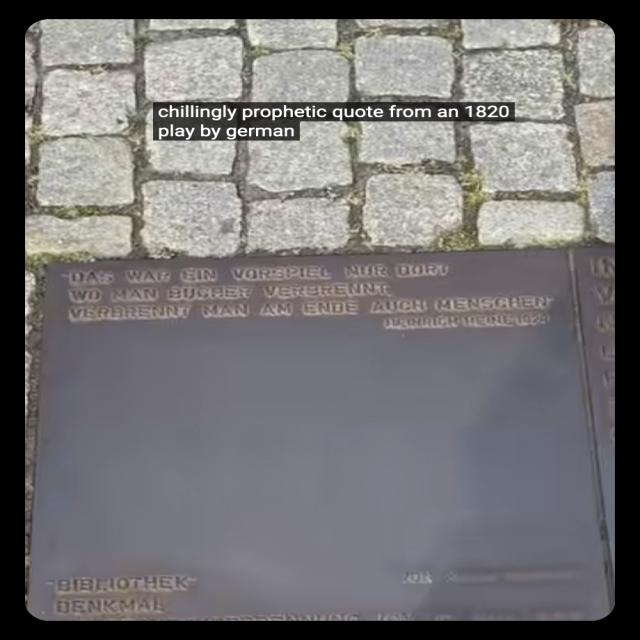 chillingly prophetic quote from an 1820
play by german
"DAS WAR EIN VORSPIEL NUR DORT
WO MAN BÜCHER VERBRENNT
VERBRENNT MAN AM ENDE AUCH MENSCHEN"
HEINRICH HEINE 1820
"BIBLIOTHEK"
DENKMAL